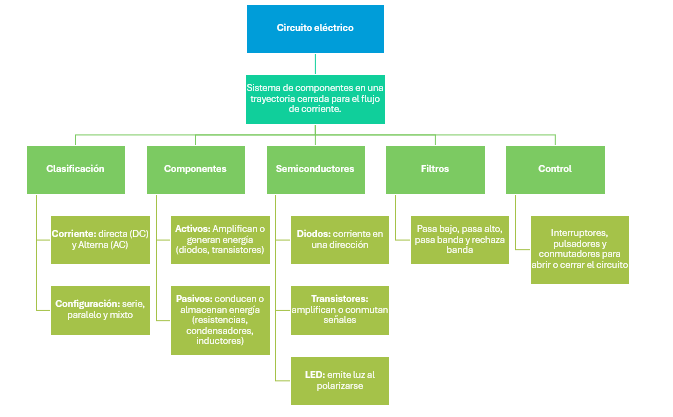 Circuito eléctrico
Sistema de componentes en una
trayectoria cerrada para el flujo
de corriente.
Clasificación
Componentes
Semiconductores
Filtros
Control
Corriente: directa (DC)
y Alterna (AC)
Configuración: serie,
paralelo y mixto
Activos: Amplifican o
generan energía
(diodos, transistores)
Pasivos: conducen o
almacenan energía
(resistencias,
condensadores,
inductores)
Diodos: corriente en
una dirección
Transistores:
amplifican o conmutan
señales
LED: emite luz al
polarizarse
Pasa bajo, pasa alto,
pasa banda y rechaza
banda
Interruptores,
pulsadores y
conmutadores para
abrir o cerrar el circuito